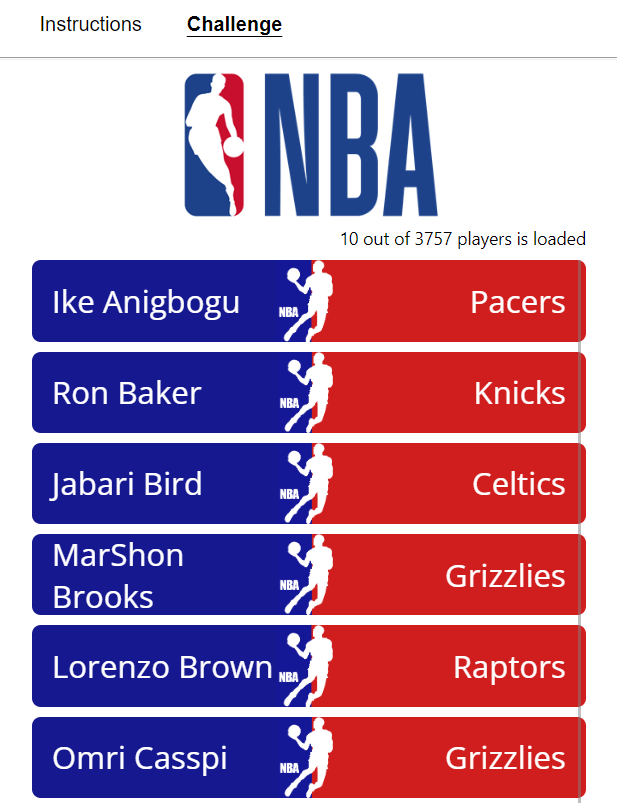 Instructions Challenge
NBA
10 out of 3757 players is loaded
Ike Anigbogu NBA Pacers
Ron Baker NBA Knicks
Jabari Bird NBA Celtics
MarShon
Brooks NBA Grizzlies
Lorenzo Brown NBA Raptors
Omri Casspi NBA Grizzlies